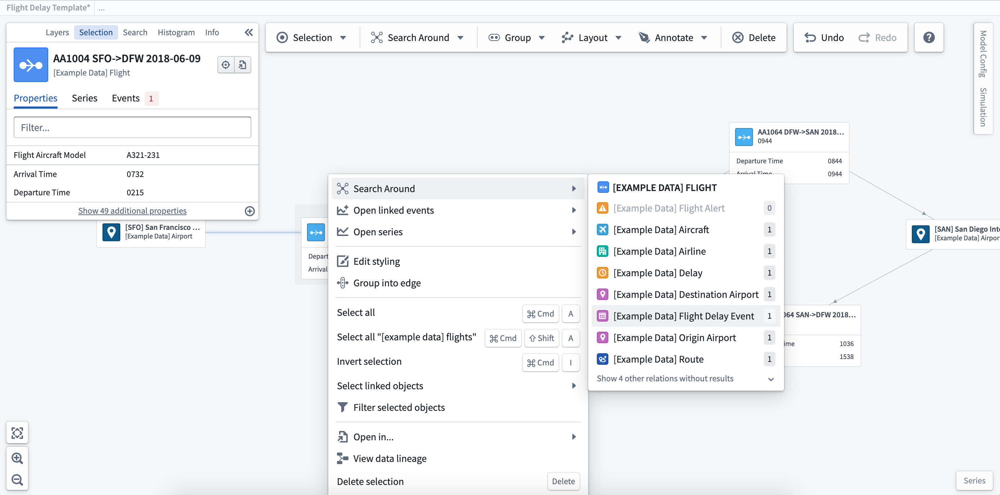 Flight Delay Template* ...
Layers Selection Search Histogram Info
AA1004 SFO->DFW 2018-06-09
[Example Data] Flight
Properties Series Events 1
Filter...
Flight Aircraft Model A321-231
Arrival Time 0732
Departure Time 0215
Show 49 additional properties
Selection Search Around Group Layout Annotate Delete
Undo Redo
?
Model Config
Simulation
[SFO] San Francisco ...
[Example Data] Airport
Depart
Arrival
AA1064 DFW->SAN 2018...
0944
Departure Time 0844
Arrival Time 0944
[SAN] San Diego Inte
[Example Data] Airpor
064 SAN->DFW 2018...
ime 1036
1538
Search Around
Open linked events
Open series
Edit styling
Group into edge
Select all ⌘ Cmd A
Select all "[example data] flights" ⌘ Cmd ⇧ Shift A
Invert selection ⌘ Cmd I
Select linked objects
Filter selected objects
Open in...
View data lineage
Delete selection Delete
[EXAMPLE DATA] FLIGHT
[Example Data] Flight Alert 0
[Example Data] Aircraft 1
[Example Data] Airline 1
[Example Data] Delay 1
[Example Data] Destination Airport 1
[Example Data] Flight Delay Event 1
[Example Data] Origin Airport 1
[Example Data] Route 1
Show 4 other relations without results
Series